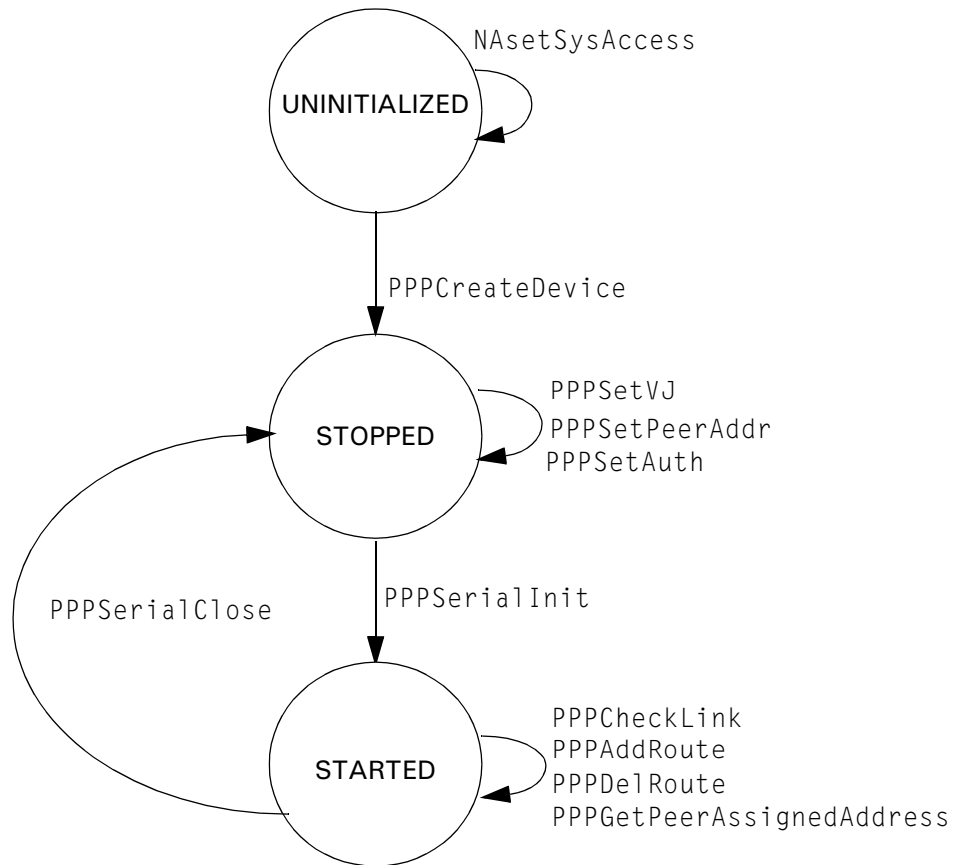 NAsetSysAccess
UNINITIALIZED
PPPCreateDevice
PPPSetVJ
PPPSetPeerAddr
STOPPED
PPPSetAuth
PPPSerialClose
PPPSerialInit
PPPCheckLink
PPPAddRoute
STARTED
PPPDelRoute
PPPGetPeerAssignedAddress